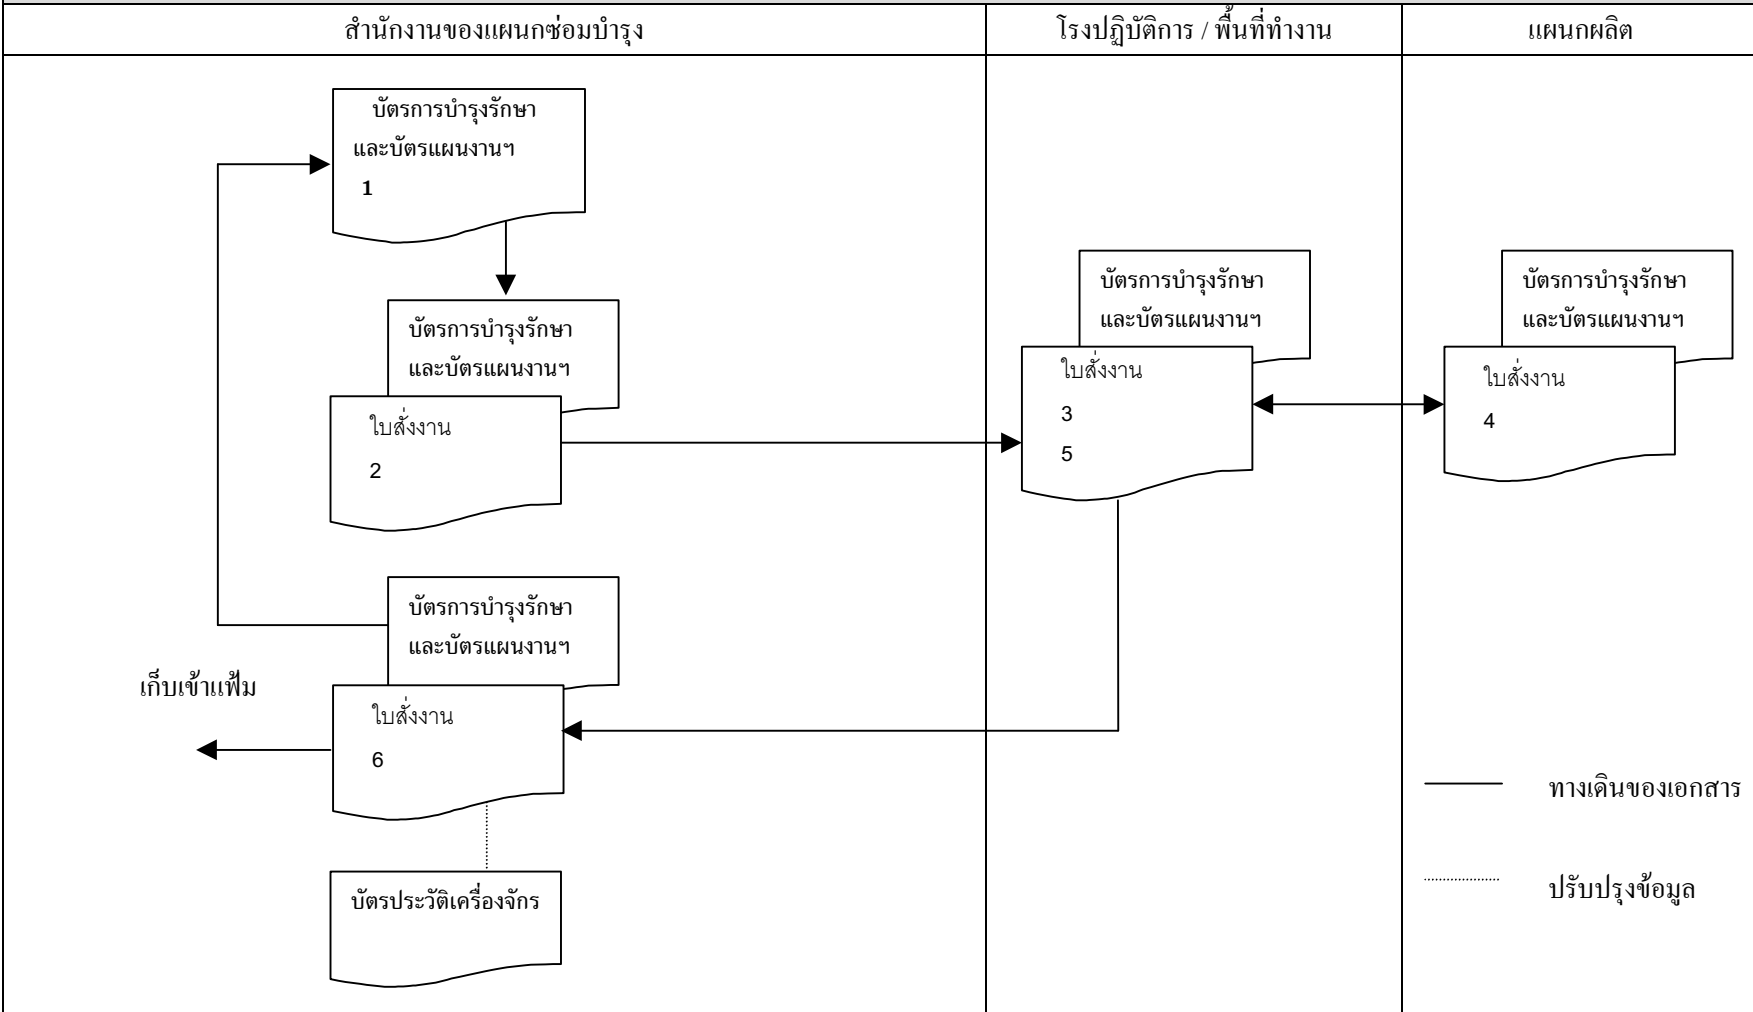 สำนักงานของแผนกซ่อมบำรุง
โรงปฏิบัติการ / พื้นที่ทำงาน
แผนกผลิต
บัตรการบำรุงรักษา
และบัตรแผนงานฯ
1
บัตรการบำรุงรักษา
และบัตรแผนงานฯ
ใบสั่งงาน
2
บัตรการบำรุงรักษา
และบัตรแผนงานฯ
ใบสั่งงาน
3
5
บัตรการบำรุงรักษา
และบัตรแผนงานฯ
ใบสั่งงาน
4
บัตรการบำรุงรักษา
และบัตรแผนงานฯ
เก็บเข้าแฟ้ม
ใบสั่งงาน
6
บัตรประวัติเครื่องจักร
ทางเดินของเอกสาร
ปรับปรุงข้อมูล